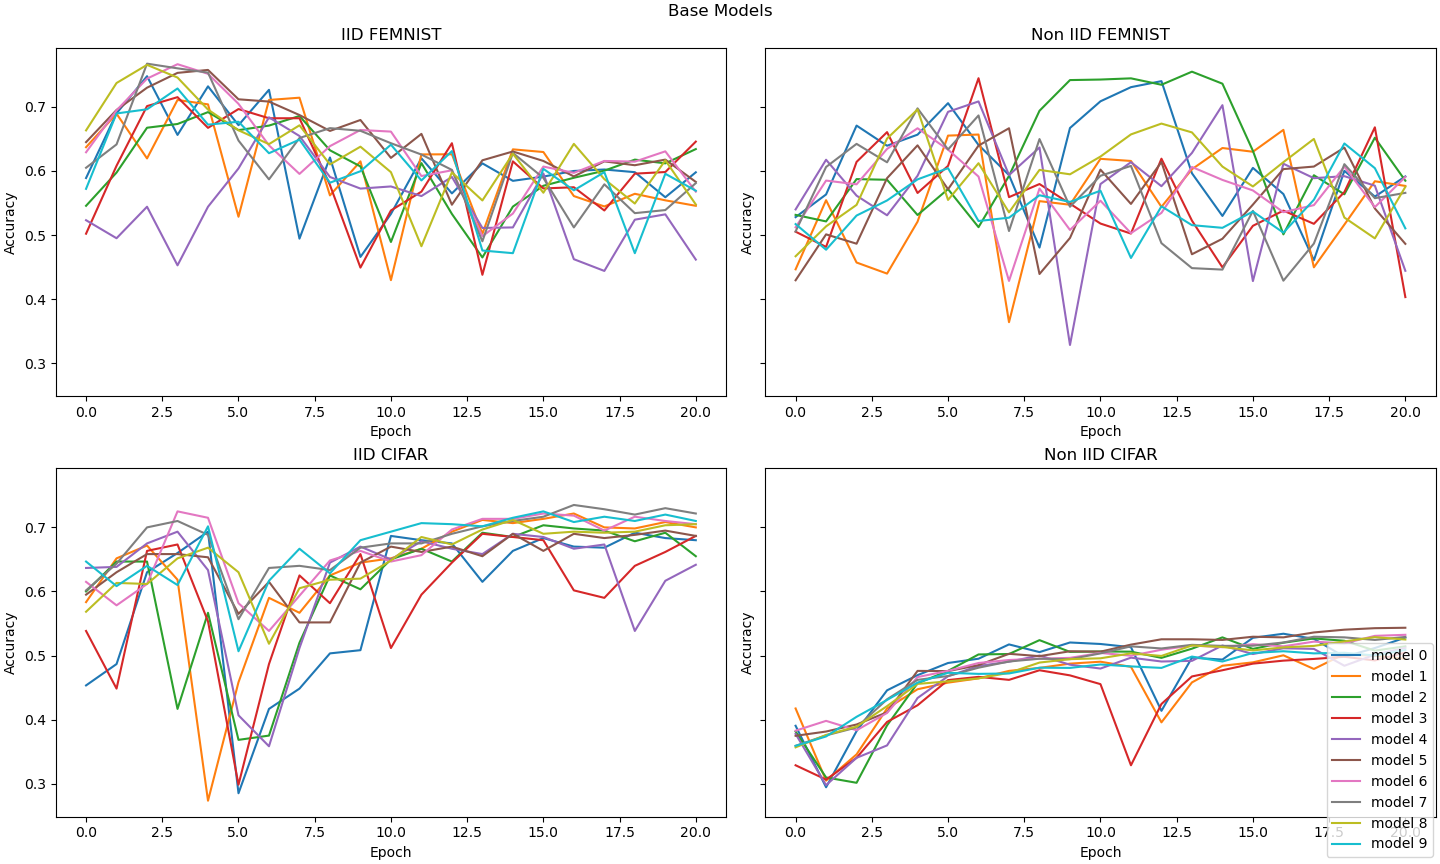 Base Models
IID FEMNIST
Non IID FEMNIST
Accuracy
0.7
0.6
0.5
0.4
0.3
0.0 2.5 5.0 7.5 10.0 12.5 15.0 17.5 20.0
Epoch
Accuracy
0.0 2.5 5.0 7.5 10.0 12.5 15.0 17.5 20.0
Epoch
IID CIFAR
Non IID CIFAR
Accuracy
0.7
0.6
0.5
0.4
0.3
0.0 2.5 5.0 7.5 10.0 12.5 15.0 17.5 20.0
Epoch
Accuracy
0.0 2.5 5.0 7.5 10.0 12.5 15.0 17.5 20.0
Epoch
model 0
model 1
model 2
model 3
model 4
model 5
model 6
model 7
model 8
model 9